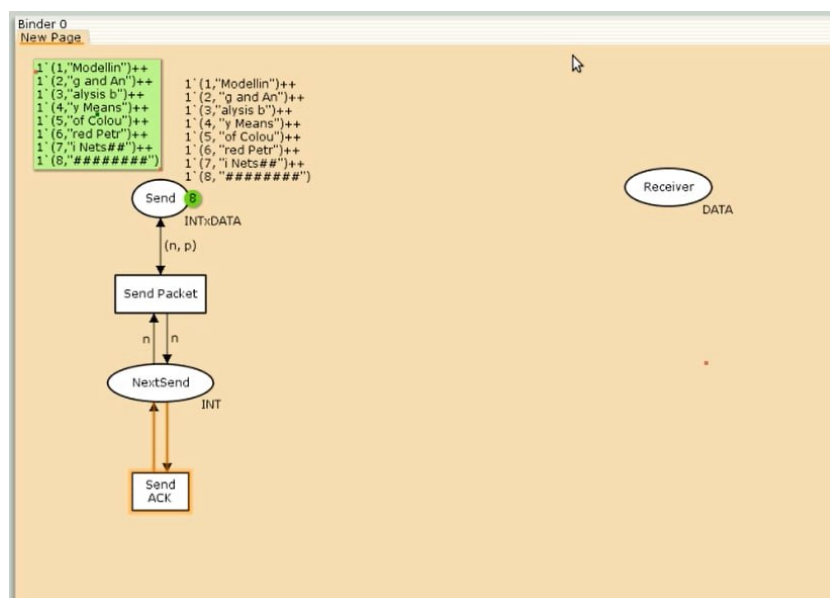 Binder 0
New Page
1`(1,"Modellin")++
1`(2,"g and An")++
1`(3,"alysis b")++
1`(4,"y Means")++
1`(5,"of Colou")++
1`(6,"red Petr")++
1`(7,"i Nets##")++
1`(8,"########")
1`(1,"Modellin")++
1`(2, "g and An")++
1`(3,"alysis b")++
1`(4, "y Means")++
1`(5, "of Colou")++
1`(6, "red Petr")++
1`(7, "i Nets##")++
1`(8, "########")
Send
8
INTxDATA
Receiver
DATA
(n, p)
Send Packet
n
n
NextSend
INT
Send
ACK